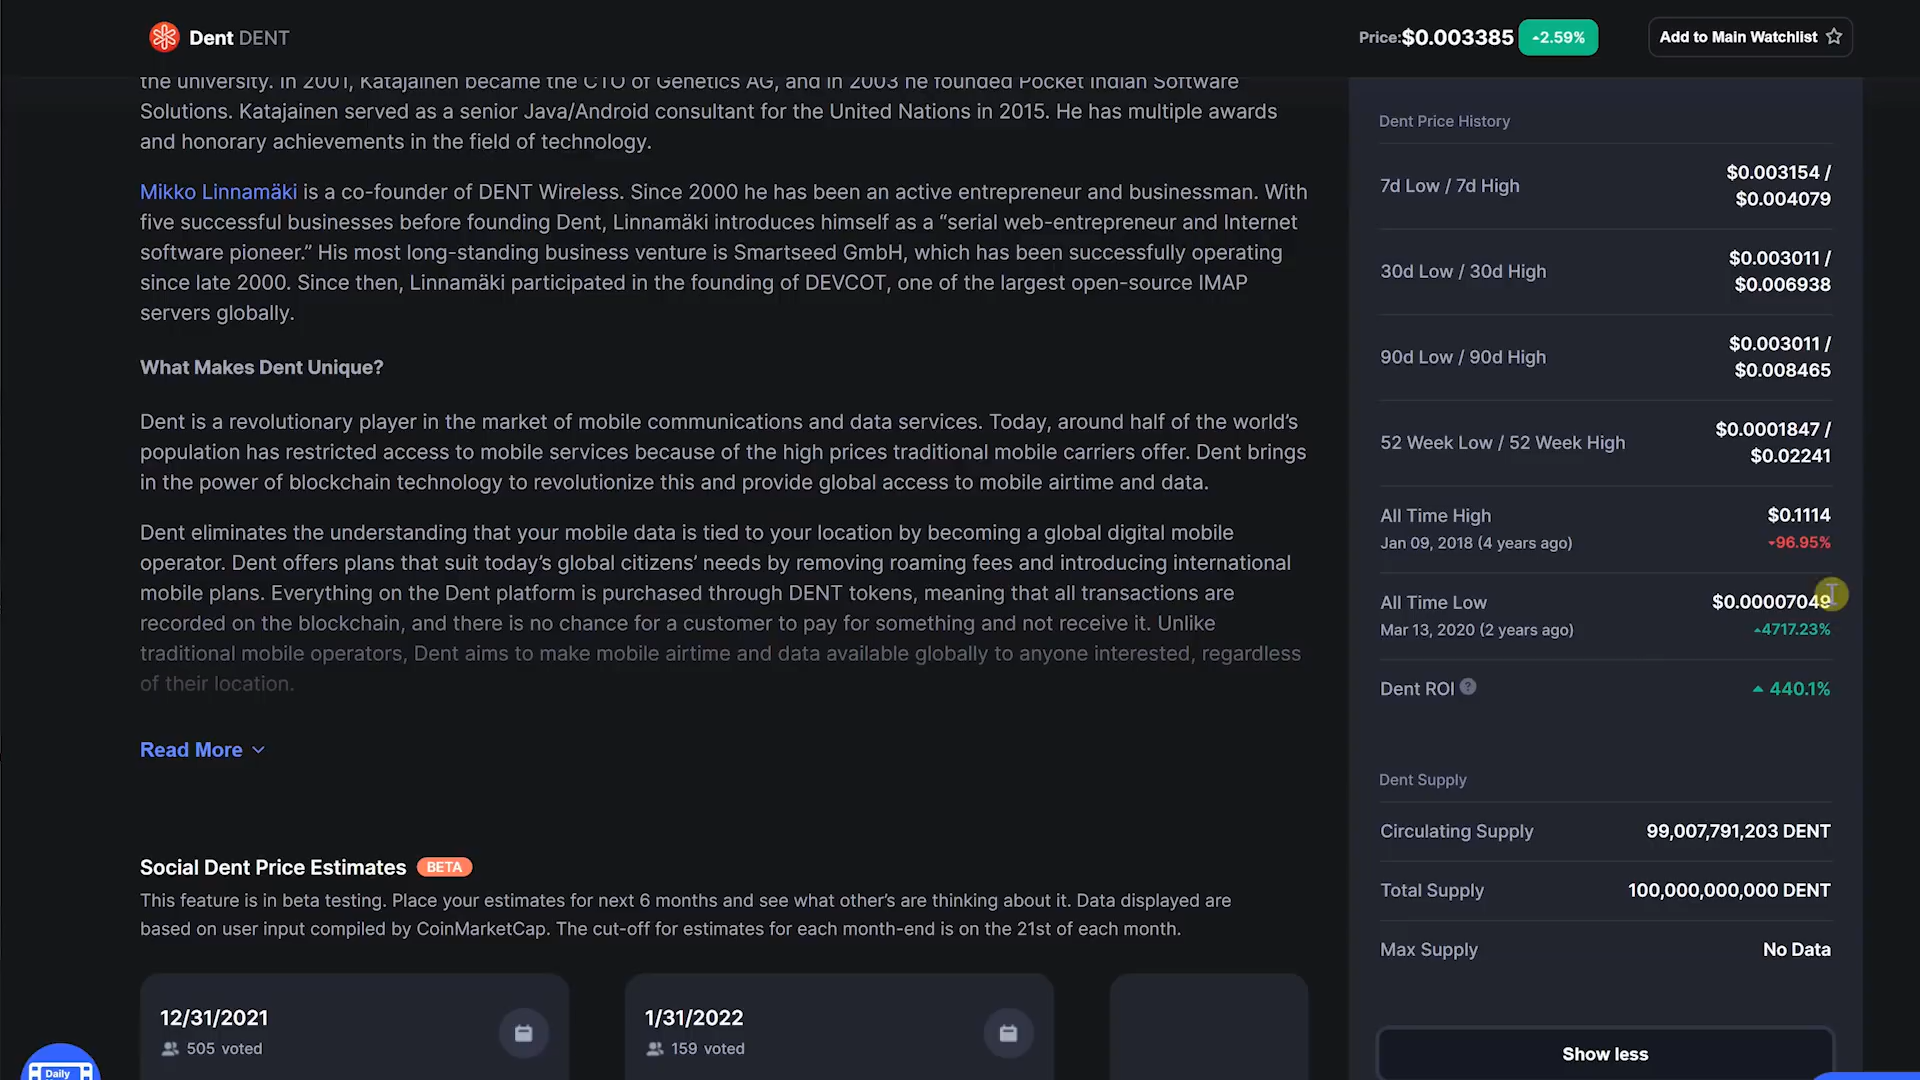 Dent DENT
Price:$0.003385 2.59%
Add to Main Watchlist
the university. In 2001, Katajainen became the CTO of Genetics AG, and in 2003 he founded Pocket Indian Software
Solutions. Katajainen served as a senior Java/Android consultant for the United Nations in 2015. He has multiple awards
and honorary achievements in the field of technology.
Mikko Linnamäki is a co-founder of DENT Wireless. Since 2000 he has been an active entrepreneur and businessman. With
five successful businesses before founding Dent, Linnamäki introduces himself as a “serial web-entrepreneur and Internet
software pioneer.” His most long-standing business venture is Smartseed GmbH, which has been successfully operating
since late 2000. Since then, Linnamäki participated in the founding of DEVCOT, one of the largest open-source IMAP
servers globally.
What Makes Dent Unique?
Dent is a revolutionary player in the market of mobile communications and data services. Today, around half of the world’s
population has restricted access to mobile services because of the high prices traditional mobile carriers offer. Dent brings
in the power of blockchain technology to revolutionize this and provide global access to mobile airtime and data.
Dent eliminates the understanding that your mobile data is tied to your location by becoming a global digital mobile
operator. Dent offers plans that suit today’s global citizens’ needs by removing roaming fees and introducing international
mobile plans. Everything on the Dent platform is purchased through DENT tokens, meaning that all transactions are
recorded on the blockchain, and there is no chance for a customer to pay for something and not receive it. Unlike
traditional mobile operators, Dent aims to make mobile airtime and data available globally to anyone interested, regardless
of their location.
Read More
Social Dent Price Estimates BETA
This feature is in beta testing. Place your estimates for next 6 months and see what other’s are thinking about it. Data displayed are
based on user input compiled by CoinMarketCap. The cut-off for estimates for each month-end is on the 21st of each month.
12/31/2021
505 voted
1/31/2022
159 voted
Daily
Dent Price History
7d Low / 7d High
$0.003154 /
$0.004079
30d Low / 30d High
$0.003011 /
$0.006938
90d Low / 90d High
$0.003011 /
$0.008465
52 Week Low / 52 Week High
$0.0001847 /
$0.02241
All Time High
$0.1114
Jan 09, 2018 (4 years ago)
96.95%
All Time Low
$0.00007049
Mar 13, 2020 (2 years ago)
4717.23%
Dent ROI ?
440.1%
Dent Supply
Circulating Supply
99,007,791,203 DENT
Total Supply
100,000,000,000 DENT
Max Supply
No Data
Show less